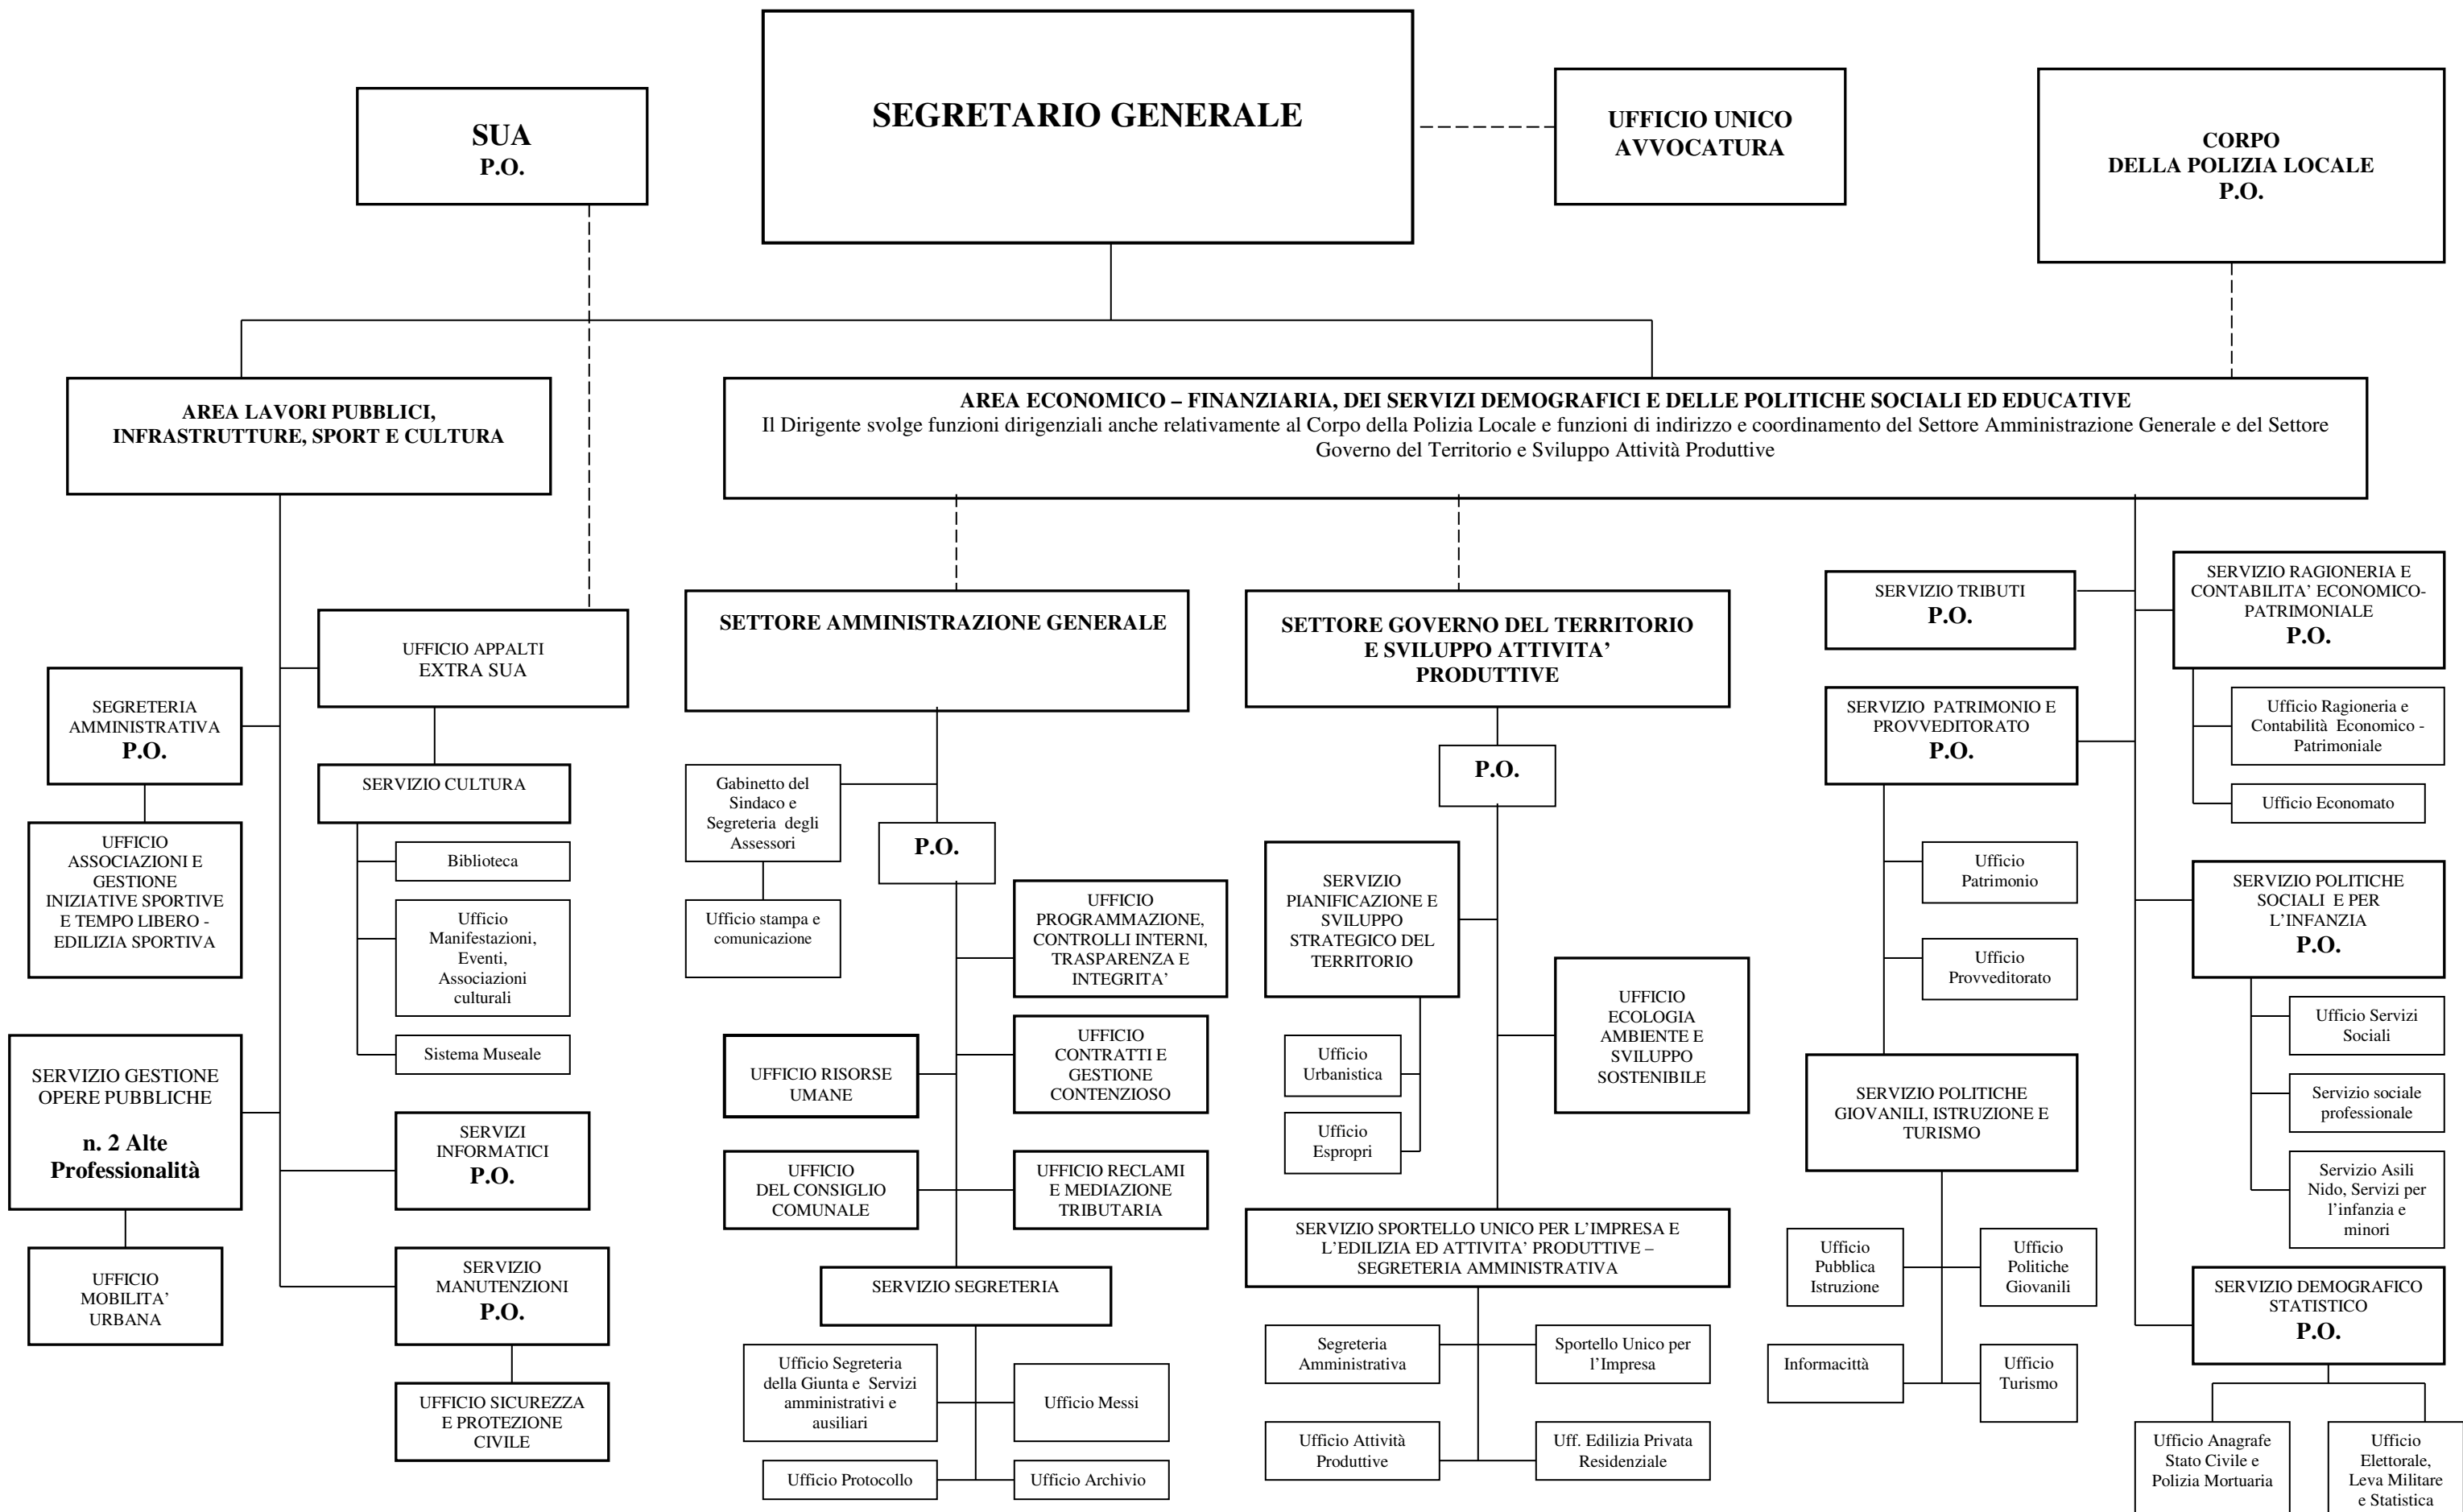 SEGRETARIO GENERALE
SUA
P.O.
UFFICIO UNICO
AVVOCATURA
CORPO
DELLA POLIZIA LOCALE
P.O.
AREA LAVORI PUBBLICI,
INFRASTRUTTURE, SPORT E CULTURA
AREA ECONOMICO – FINANZIARIA, DEI SERVIZI DEMOGRAFICI E DELLE POLITICHE SOCIALI ED EDUCATIVE
Il Dirigente svolge funzioni dirigenziali anche relativamente al Corpo della Polizia Locale e funzioni di indirizzo e coordinamento del Settore Amministrazione Generale e del Settore
Governo del Territorio e Sviluppo Attività Produttive
UFFICIO APPALTI
EXTRA SUA
SEGRETERIA
AMMINISTRATIVA
P.O.
SERVIZIO CULTURA
UFFICIO
ASSOCIAZIONI E
GESTIONE
INIZIATIVE SPORTIVE
E TEMPO LIBERO -
EDILIZIA SPORTIVA
Biblioteca
Ufficio
Manifestazioni,
Eventi,
Associazioni
culturali
Sistema Museale
SERVIZIO GESTIONE
OPERE PUBBLICHE
n. 2 Alte
Professionalità
SERVIZI
INFORMATICI
P.O.
UFFICIO
MOBILITA’
URBANA
SERVIZIO
MANUTENZIONI
P.O.
UFFICIO SICUREZZA
E PROTEZIONE
CIVILE
SETTORE AMMINISTRAZIONE GENERALE
Gabinetto del
Sindaco e
Segreteria degli
Assessori
P.O.
Ufficio stampa e
comunicazione
UFFICIO
PROGRAMMAZIONE,
CONTROLLI INTERNI,
TRASPARENZA E
INTEGRITA’
UFFICIO RISORSE
UMANE
UFFICIO
CONTRATTI E
GESTIONE
CONTENZIOSO
UFFICIO
DEL CONSIGLIO
COMUNALE
UFFICIO RECLAMI
E MEDIAZIONE
TRIBUTARIA
SERVIZIO SEGRETERIA
Ufficio Segreteria
della Giunta e Servizi
amministrativi e
ausiliari
Ufficio Messi
Ufficio Protocollo
Ufficio Archivio
SETTORE GOVERNO DEL TERRITORIO
E SVILUPPO ATTIVITA’
PRODUTTIVE
P.O.
SERVIZIO
PIANIFICAZIONE E
SVILUPPO
STRATEGICO DEL
TERRITORIO
UFFICIO
ECOLOGIA
AMBIENTE E
SVILUPPO
SOSTENIBILE
Ufficio
Urbanistica
Ufficio
Espropri
SERVIZIO SPORTELLO UNICO PER L’IMPRESA E
L’EDILIZIA ED ATTIVITA’ PRODUTTIVE –
SEGRETERIA AMMINISTRATIVA
Segreteria
Amministrativa
Sportello Unico per
l’Impresa
Ufficio Attività
Produttive
Uff. Edilizia Privata
Residenziale
SERVIZIO TRIBUTI
P.O.
SERVIZIO RAGIONERIA E
CONTABILITA’ ECONOMICO-
PATRIMONIALE
P.O.
Ufficio Ragioneria e
Contabilità Economico -
Patrimoniale
Ufficio Economato
SERVIZIO PATRIMONIO E
PROVVEDITORATO
P.O.
Ufficio
Patrimonio
Ufficio
Provveditorato
SERVIZIO POLITICHE
SOCIALI E PER
L’INFANZIA
P.O.
Ufficio Servizi
Sociali
Servizio sociale
professionale
Servizio Asili
Nido, Servizi per
l’infanzia e
minori
SERVIZIO POLITICHE
GIOVANILI, ISTRUZIONE E
TURISMO
Ufficio
Pubblica
Istruzione
Ufficio
Politiche
Giovanili
Informacittà
Ufficio
Turismo
SERVIZIO DEMOGRAFICO
STATISTICO
P.O.
Ufficio Anagrafe
Stato Civile e
Polizia Mortuaria
Ufficio
Elettorale,
Leva Militare
e Statistica